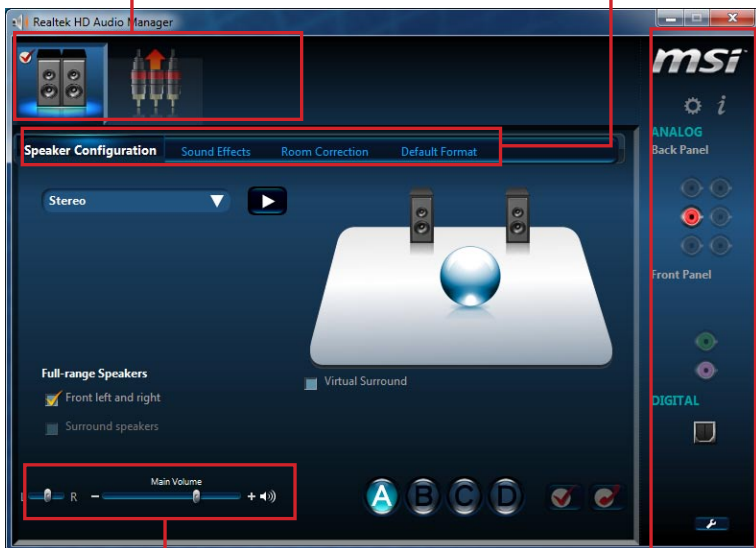 Realtek HD Audio Manager
msi
i
ANALOG
Back Panel
Speaker Configuration
Sound Effects
Room Correction
Default Format
Stereo
Front Panel
Full-range Speakers
Front left and right
Surround speakers
Virtual Surround
DIGITAL
Main Volume
L R - +
A B C D